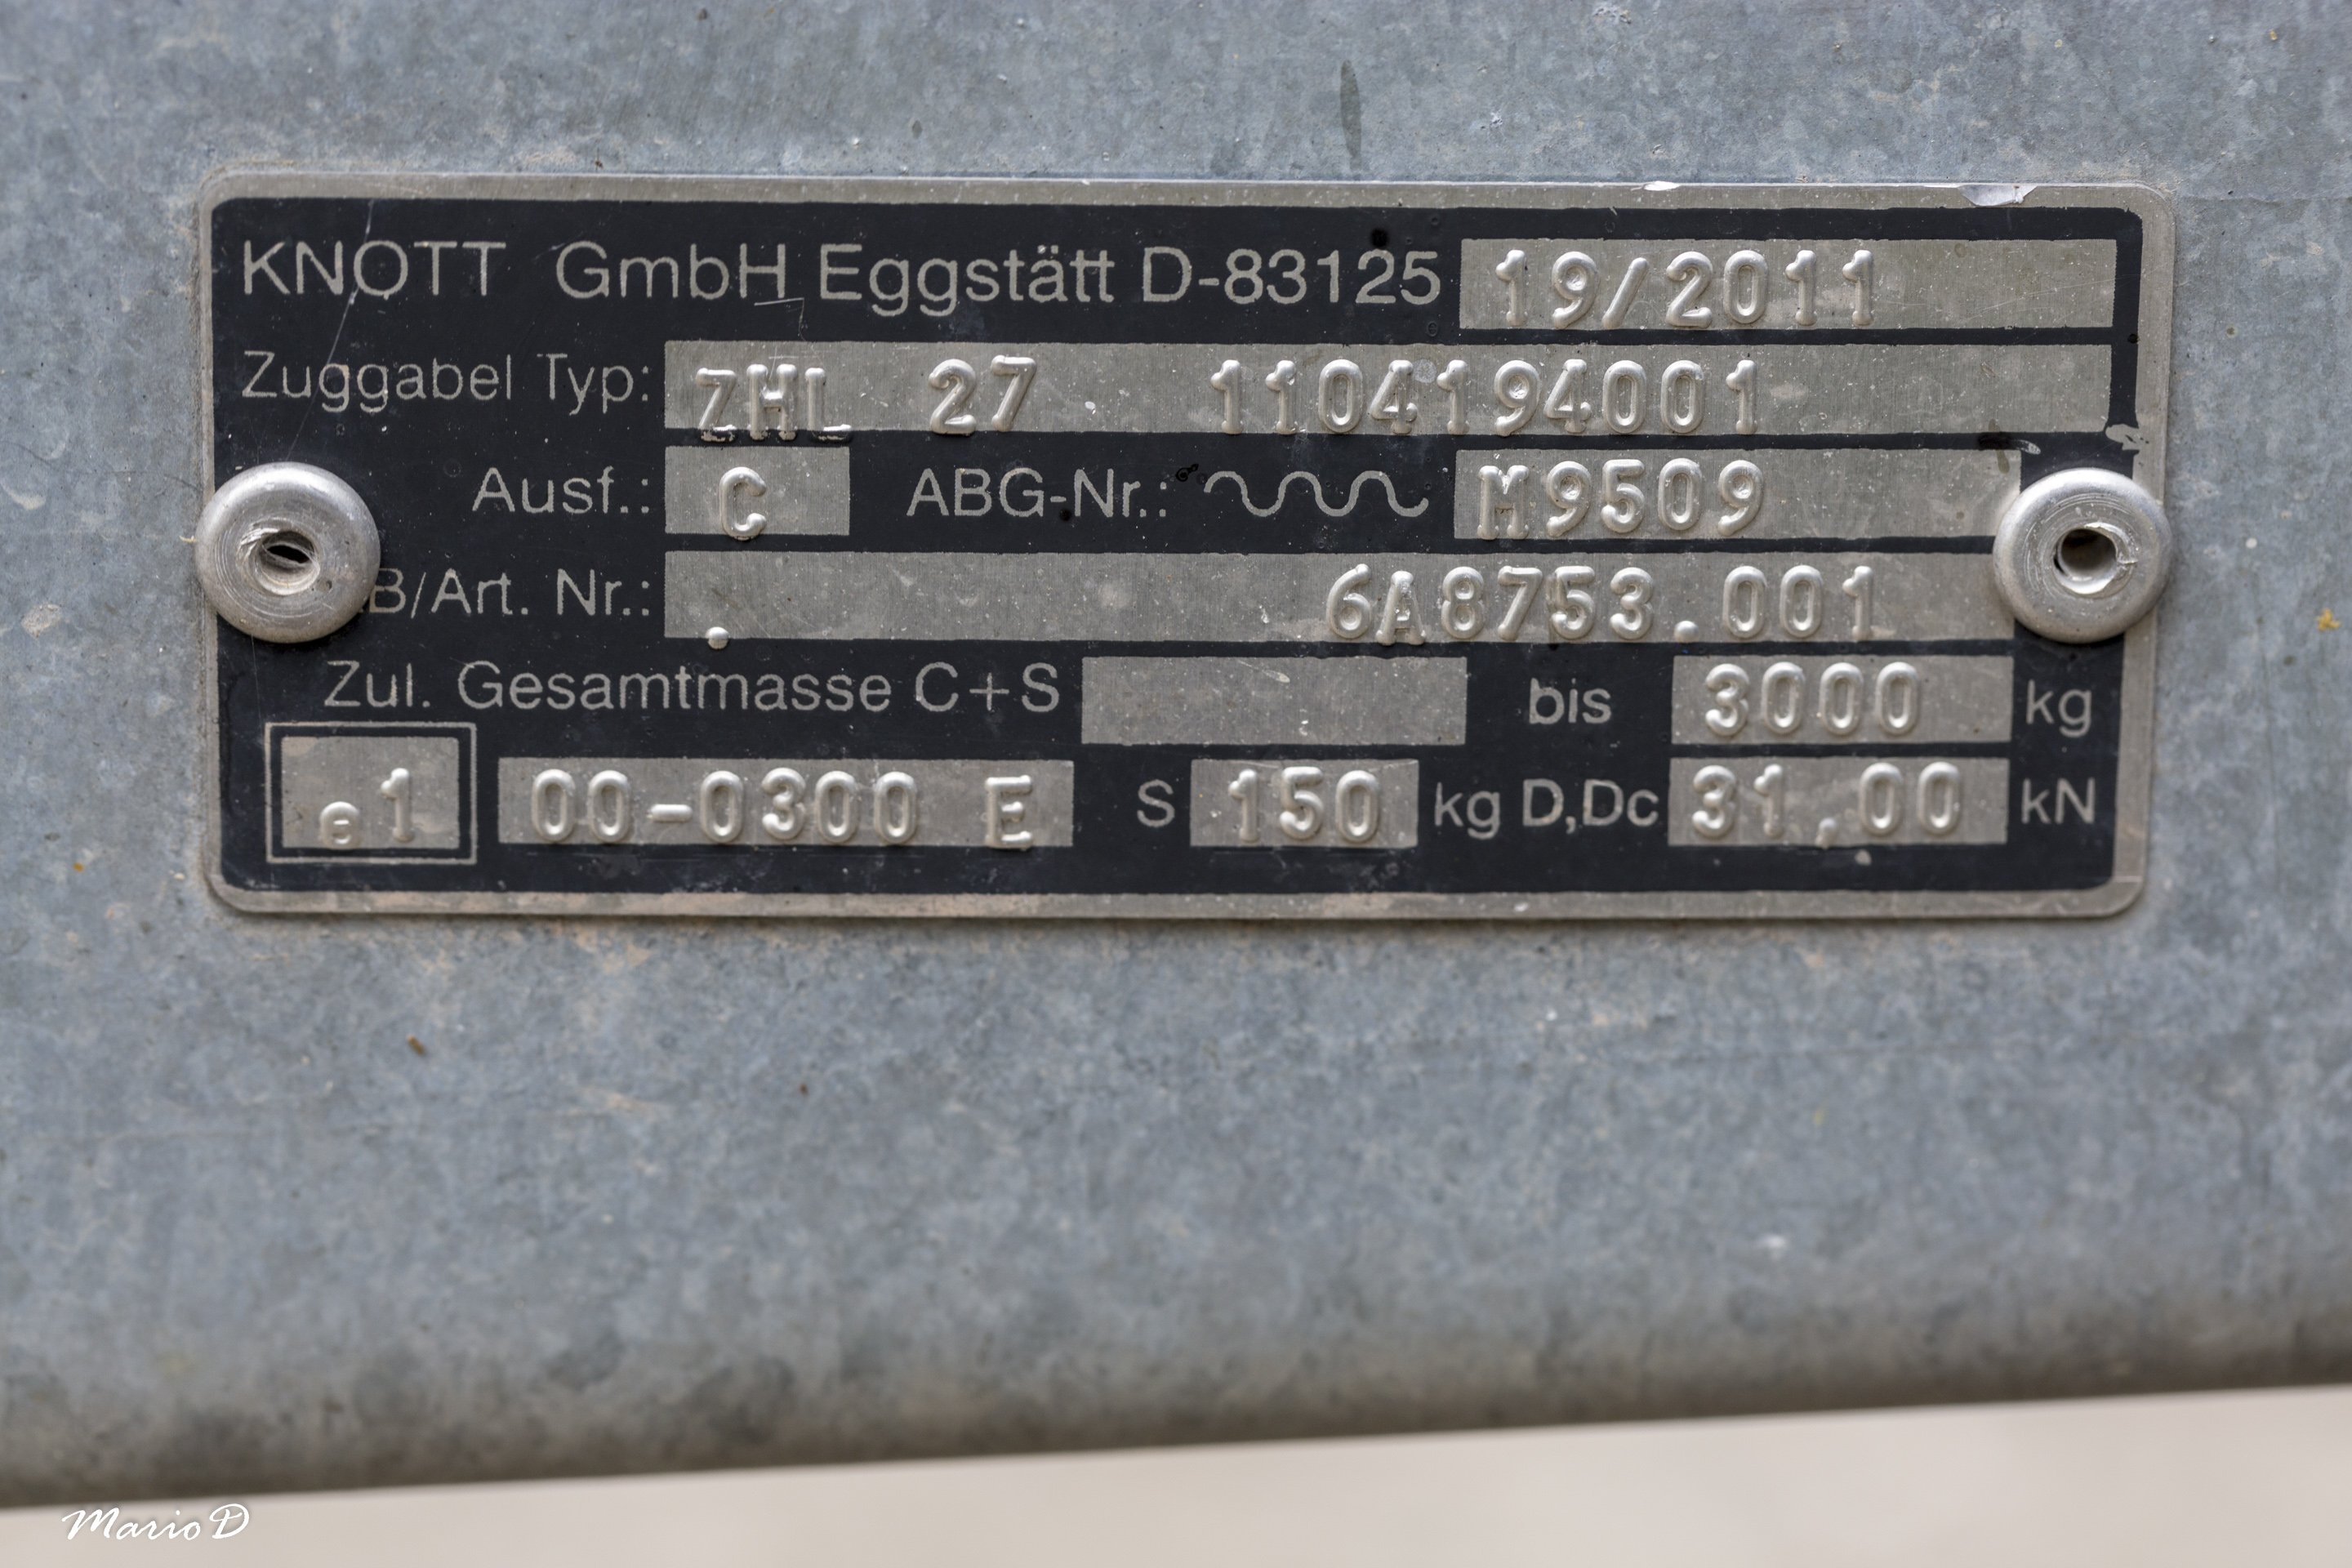 KNOTT GmbH Eggstätt D-83125 19/2011
Zuggabel Typ: ZHL 27 1104194001
Ausf.: C ABG-Nr.: M9509
B/Art. Nr.: . 6A8753.001
Zul. Gesamtmasse C+S bis 3000 kg
e1 00-0300 E S 150 kg D,Dc 31,00 kN
Mario D